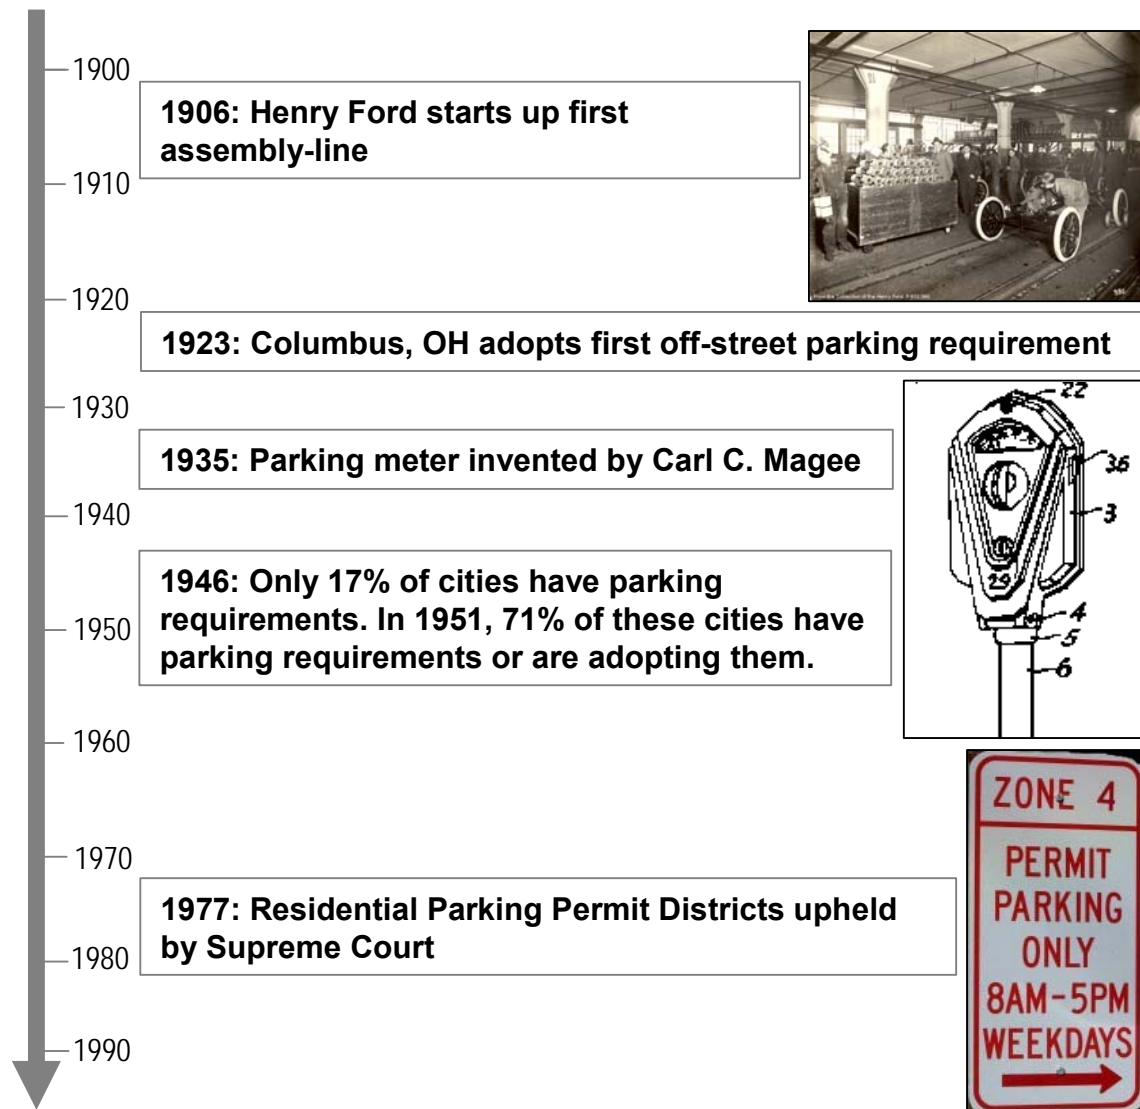 1900
1906: Henry Ford starts up first
assembly-line
1910
1920
1923: Columbus, OH adopts first off-street parking requirement
1930
22
1935: Parking meter invented by Carl C. Magee
36
3
1940
1946: Only 17% of cities have parking
requirements. In 1951, 71% of these cities have
parking requirements or are adopting them.
29
4
1950
5
6
1960
ZONE 4
PERMIT
PARKING
ONLY
8AM-5PM
WEEKDAYS
1970
1977: Residential Parking Permit Districts upheld
by Supreme Court
1980
1990